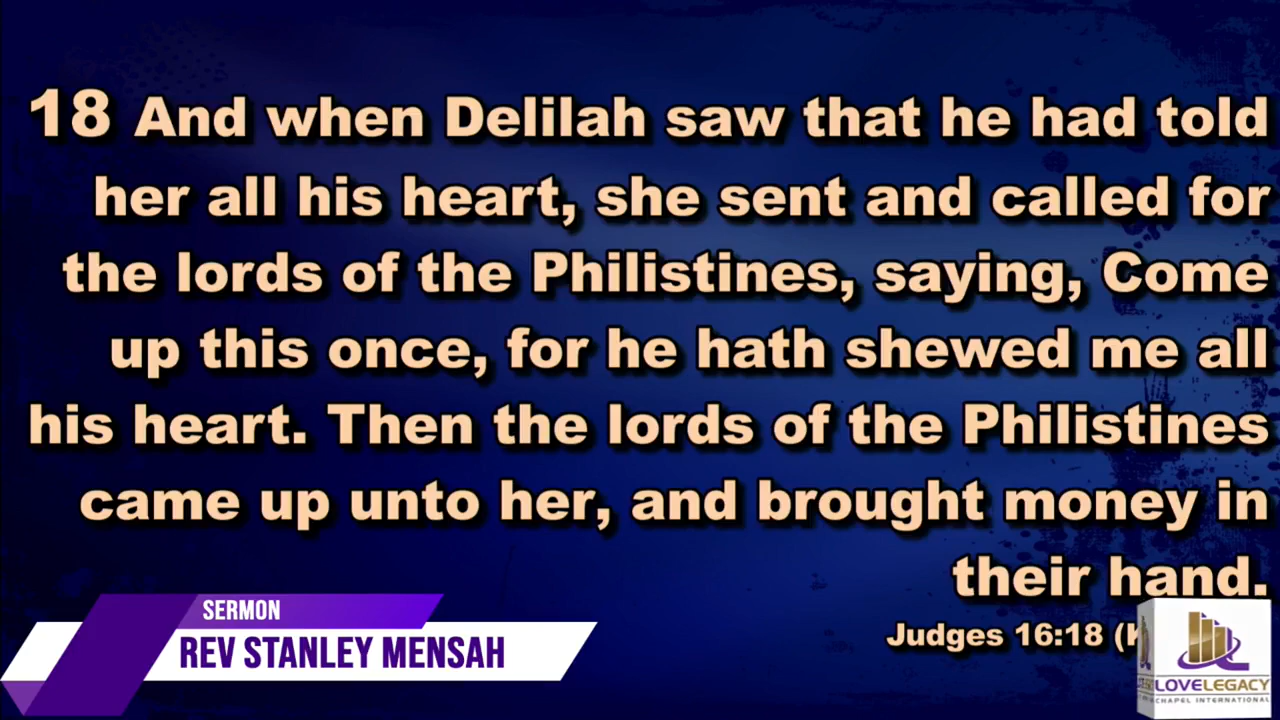 18 And when Delilah saw that he had told
her all his heart, she sent and called for
the lords of the Philistines, saying, Come
up this once, for he hath shewed me all
his heart. Then the lords of the Philistines
came up unto her, and brought money in
their hand.
Judges 16:18 (K
SERMON
REV STANLEY MENSAH
LOVELEGACY
CHAPEL INTERNATIONAL